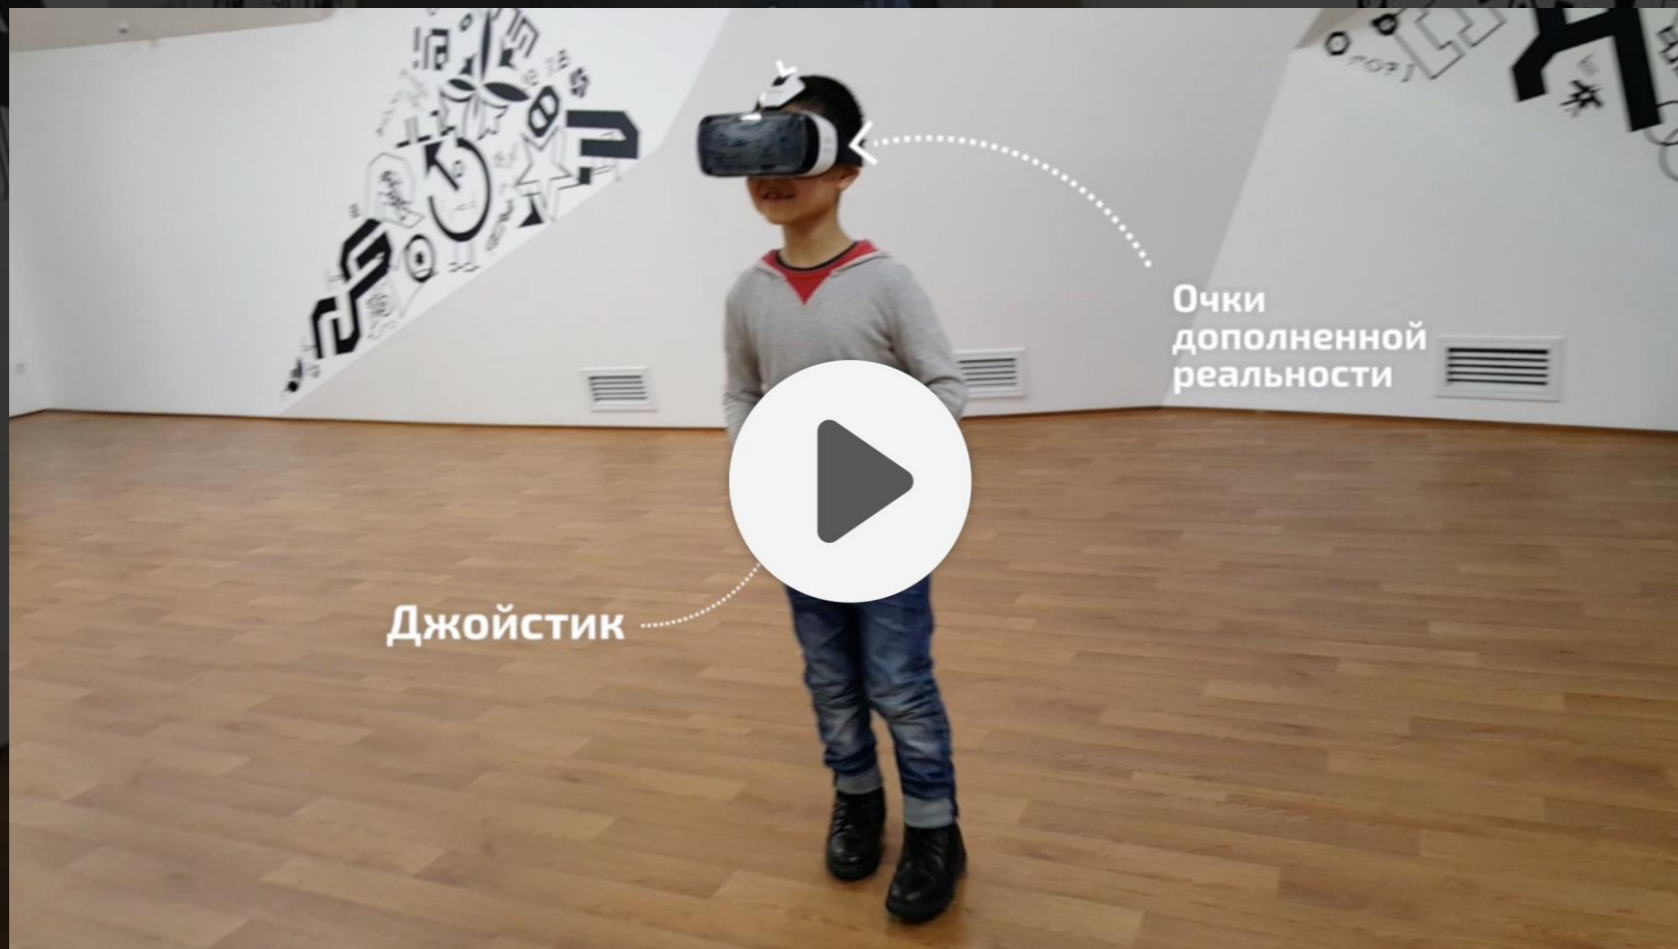 Очки
дополненной
реальности
Джойстик